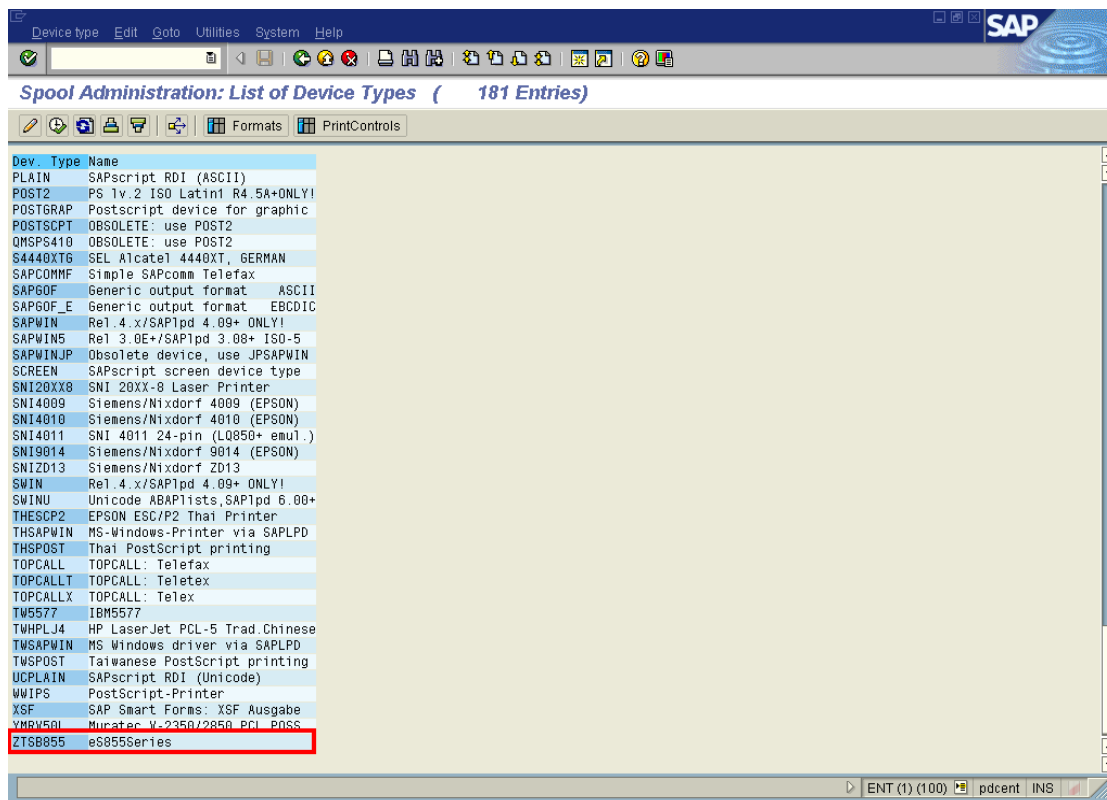 Device type Edit Goto Utilities System Help
SAP
Spool Administration: List of Device Types ( 181 Entries)
Formats PrintControls
Dev. Type Name
PLAIN SAPscript RDI (ASCII)
POST2 PS lv.2 ISO Latin1 R4.5A+ONLY!
POSTGRAP Postscript device for graphic
POSTSCPT OBSOLETE: use POST2
QMSPS410 OBSOLETE: use POST2
S4440XTG SEL Alcatel 4440XT, GERMAN
SAPCOMMF Simple SAPcomm Telefax
SAPGOF Generic output format ASCII
SAPGOF_E Generic output format EBCDIC
SAPWIN Rel.4.x/SAPlpd 4.09+ ONLY!
SAPWIN5 Rel 3.0E+/SAPlpd 3.08+ ISO-5
SAPWINJP Obsolete device, use JPSAPWIN
SCREEN SAPscript screen device type
SNI20XX8 SNI 20XX-8 Laser Printer
SNI4009 Siemens/Nixdorf 4009 (EPSON)
SNI4010 Siemens/Nixdorf 4010 (EPSON)
SNI4011 SNI 4011 24-pin (LQ850+ emul.)
SNI9014 Siemens/Nixdorf 9014 (EPSON)
SNIZD13 Siemens/Nixdorf ZD13
SWIN Rel.4.x/SAPlpd 4.09+ ONLY!
SWINU Unicode ABAPlists,SAPlpd 6.00+
THESCP2 EPSON ESC/P2 Thai Printer
THSAPWIN MS-Windows-Printer via SAPLPD
THSPOST Thai PostScript printing
TOPCALL TOPCALL: Telefax
TOPCALLT TOPCALL: Teletex
TOPCALLX TOPCALL: Telex
TW5577 IBM5577
TWHPLJ4 HP LaserJet PCL-5 Trad.Chinese
TWSAPWIN MS Windows driver via SAPLPD
TWSPOST Taiwanese PostScript printing
UCPLAIN SAPscript RDI (Unicode)
WWIPS PostScript-Printer
XSF SAP Smart Forms: XSF Ausgabe
YMRV50L Muratec V-2350/2850 PCL POSS
ZTSB855 eS855Series
ENT (1) (100) pdcent INS